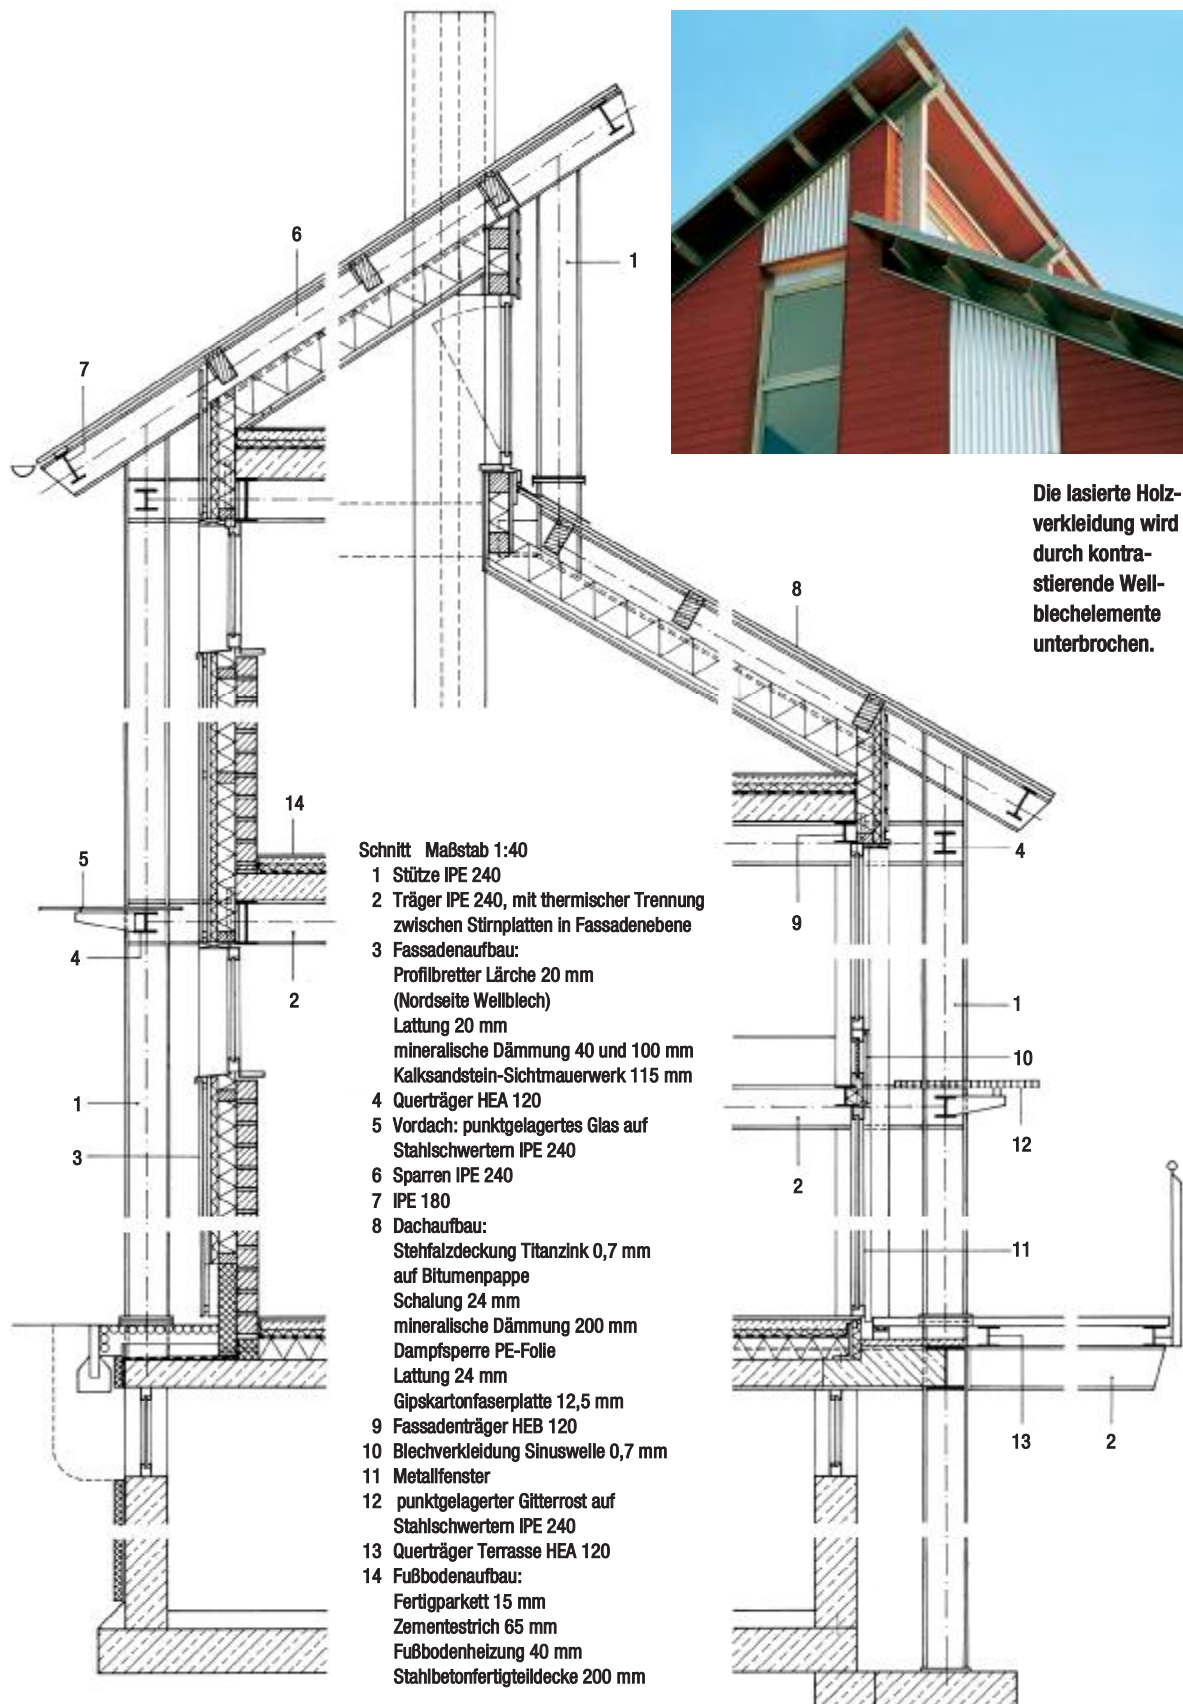 6
1
7
Die lasierte Holz-
verkleidung wird
durch kontra-
stierende Well-
blechelemente
unterbrochen.
8
14
5
4
2
1
3
9
4
1
10
12
2
11
13
2
Schnitt Maßstab 1:40
1 Stütze IPE 240
2 Träger IPE 240, mit thermischer Trennung
zwischen Stirnplatten in Fassadenebene
3 Fassadenaufbau:
Profilbretter Lärche 20 mm
(Nordseite Wellblech)
Lattung 20 mm
mineralische Dämmung 40 und 100 mm
Kalksandstein-Sichtmauerwerk 115 mm
4 Querträger HEA 120
5 Vordach: punktgelagertes Glas auf
Stahlschwertern IPE 240
6 Sparren IPE 240
7 IPE 180
8 Dachaufbau:
Stehfalzdeckung Titanzink 0,7 mm
auf Bitumenpappe
Schalung 24 mm
mineralische Dämmung 200 mm
Dampfsperre PE-Folie
Lattung 24 mm
Gipskartonfaserplatte 12,5 mm
9 Fassadenträger HEB 120
10 Blechverkleidung Sinuswelle 0,7 mm
11 Metallfenster
12 punktgelagerter Gitterrost auf
Stahlschwertern IPE 240
13 Querträger Terrasse HEA 120
14 Fußbodenaufbau:
Fertigparkett 15 mm
Zementestrich 65 mm
Fußbodenheizung 40 mm
Stahlbetonfertigteildecke 200 mm